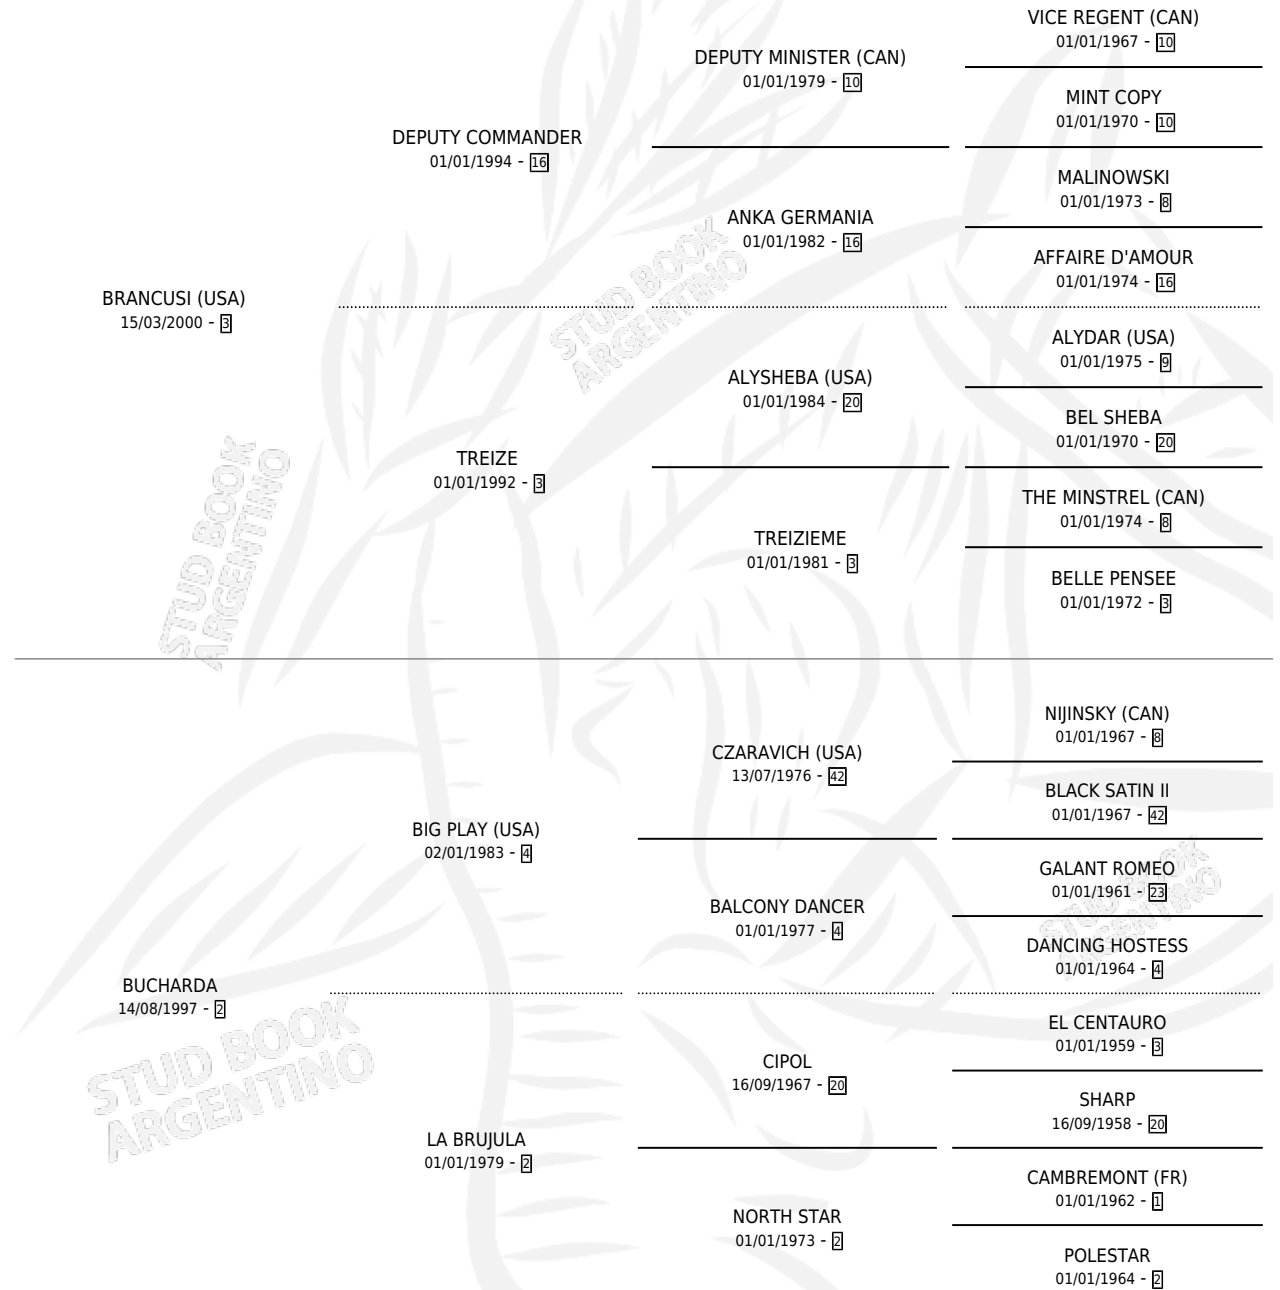 VICE REGENT (CAN)
01/01/1967 - 10
DEPUTY MINISTER (CAN)
01/01/1979 - 10
MINT COPY
01/01/1970 - 10
DEPUTY COMMANDER
01/01/1994 - 16
MALINOWSKI
01/01/1973 - 8
ANKA GERMANIA
01/01/1982 - 16
AFFAIRE D'AMOUR
01/01/1974 - 16
BRANCUSI (USA)
15/03/2000 - 3
STUD BOOK
ARGENTINO
ALYDAR (USA)
01/01/1975 - 9
ALYSHEBA (USA)
01/01/1984 - 20
BEL SHEBA
01/01/1970 - 20
TREIZE
01/01/1992 - 3
THE MINSTREL (CAN)
01/01/1974 - 8
TREIZIEME
01/01/1981 - 3
BELLE PENSEE
01/01/1972 - 3
STUD BOOK
ARGENTINO
NIJINSKY (CAN)
01/01/1967 - 8
CZARAVICH (USA)
13/07/1976 - 42
BLACK SATIN II
01/01/1967 - 42
BIG PLAY (USA)
02/01/1983 - 4
GALANT ROMEO
01/01/1961 - 23
BALCONY DANCER
01/01/1977 - 4
DANCING HOSTESS
01/01/1964 - 4
STUD BOOK
ARGENTINO
BUCHARDA
14/08/1997 - 2
EL CENTAURO
01/01/1959 - 3
CIPOL
16/09/1967 - 20
SHARP
16/09/1958 - 20
STUD BOOK
ARGENTINO
LA BRUJULA
01/01/1979 - 2
CAMBREMONT (FR)
01/01/1962 - 1
NORTH STAR
01/01/1973 - 2
POLESTAR
01/01/1964 - 2